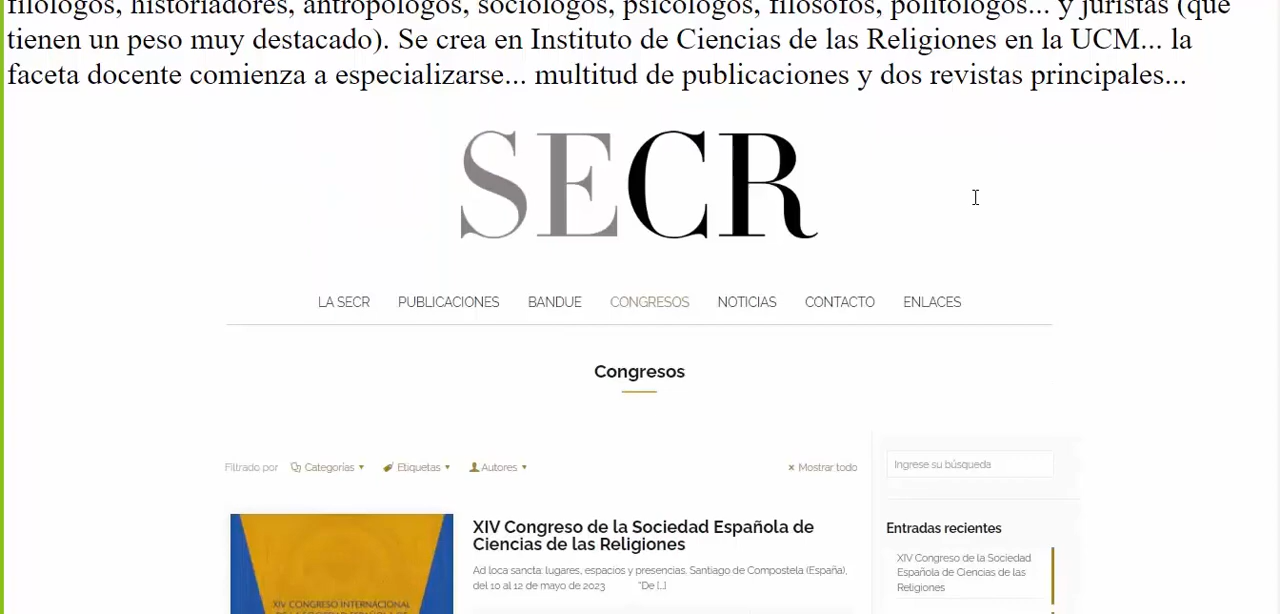 filólogos, historiadores, antropólogos, sociólogos, psicólogos, filósofos, politólogos... y juristas (que
tienen un peso muy destacado). Se crea en Instituto de Ciencias de las Religiones en la UCM... la
faceta docente comienza a especializarse... multitud de publicaciones y dos revistas principales...
SECR
LA SECR PUBLICACIONES BANDUE CONGRESOS NOTICIAS CONTACTO ENLACES
Congresos
Filtrado por Categorías Etiquetas Autores × Mostrar todo
Ingrese su búsqueda
XIV Congreso de la Sociedad Española de
Ciencias de las Religiones
Ad loca sancta: lugares, espacios y presencias. Santiago de Compostela (España),
del 10 al 12 de mayo de 2023 "De [...]
Entradas recientes
XIV Congreso de la Sociedad
Española de Ciencias de las
Religiones
XIV CONGRESO INTERNACIONAL